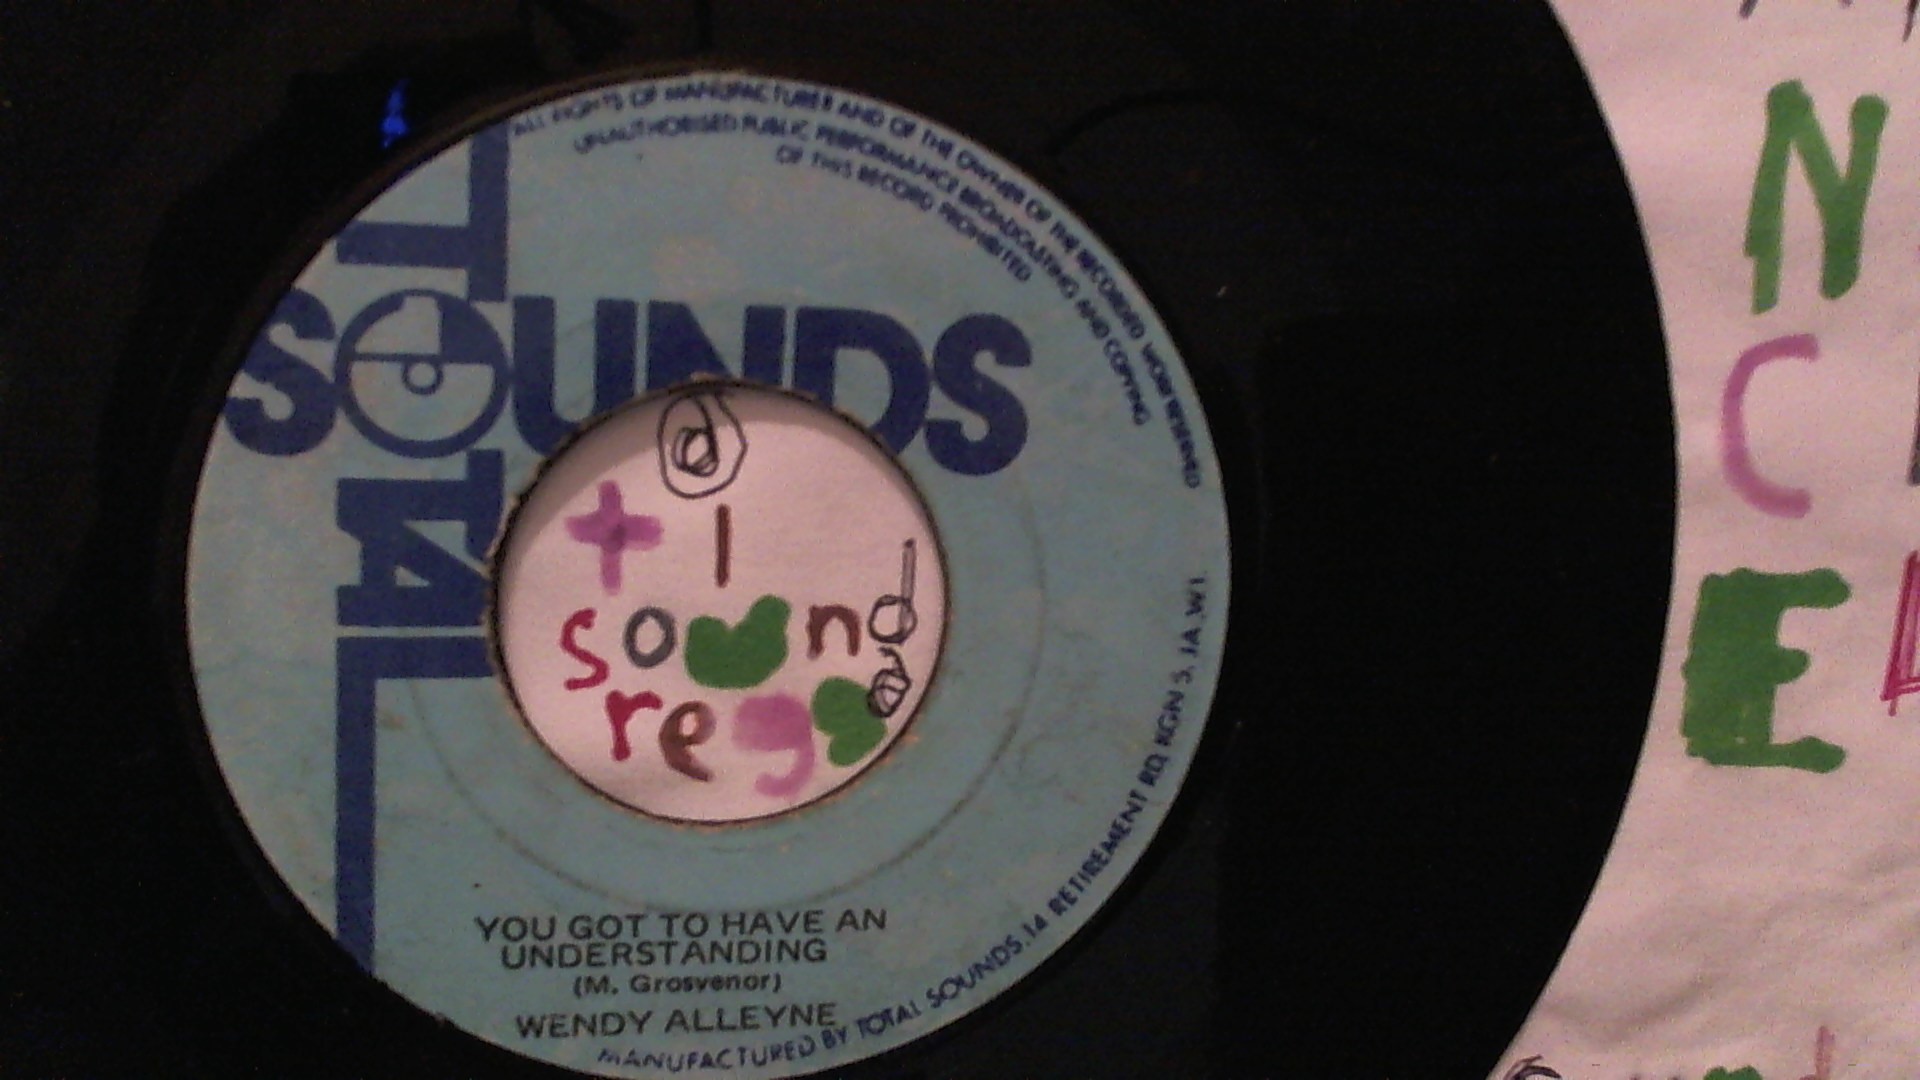 ALL RIGHTS OF MANUFACTURER AND OF THE OWNER OF THE RECORDED WORK RESERVED
UNAUTHORISED PUBLIC PERFORMANCE BROADCASTING AND COPYING
OF THIS RECORD PROHIBITED
TOTAL SOUNDS
d
t 1
sound
rega
YOU GOT TO HAVE AN
UNDERSTANDING
(M. Grosvenor)
WENDY ALLEYNE
MANUFACTURED BY TOTAL SOUNDS, 14 RETIREMENT RD, KGN 5, JA, W.I.
N
C
E